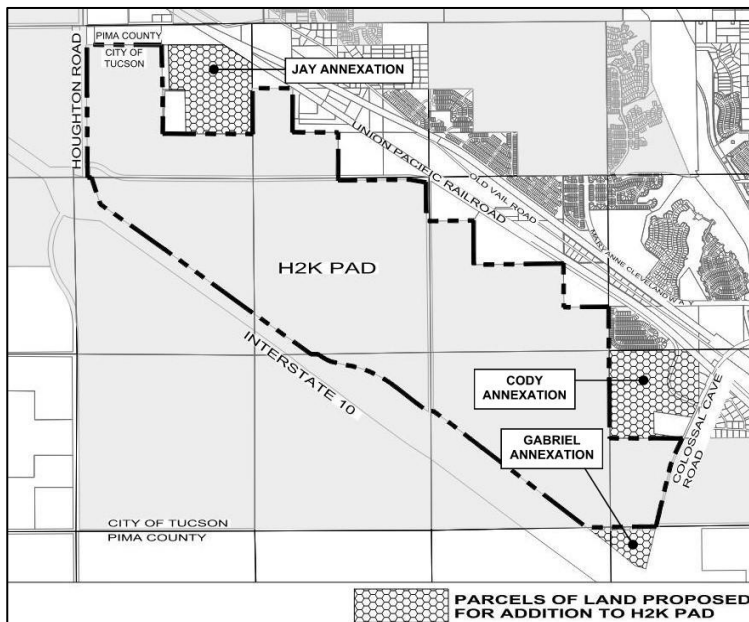 PIMA COUNTY
CITY OF
TUCSON
HOUGHTON ROAD
JAY ANNEXATION
UNION PACIFIC RAILROAD
OLD VAIL ROAD
MARY ANNE CLEVELAND WAY
H2K PAD
INTERSTATE 10
CODY
ANNEXATION
GABRIEL
ANNEXATION
COLOSSAL CAVE
ROAD
CITY OF TUCSON
PIMA COUNTY
PARCELS OF LAND PROPOSED
FOR ADDITION TO H2K PAD